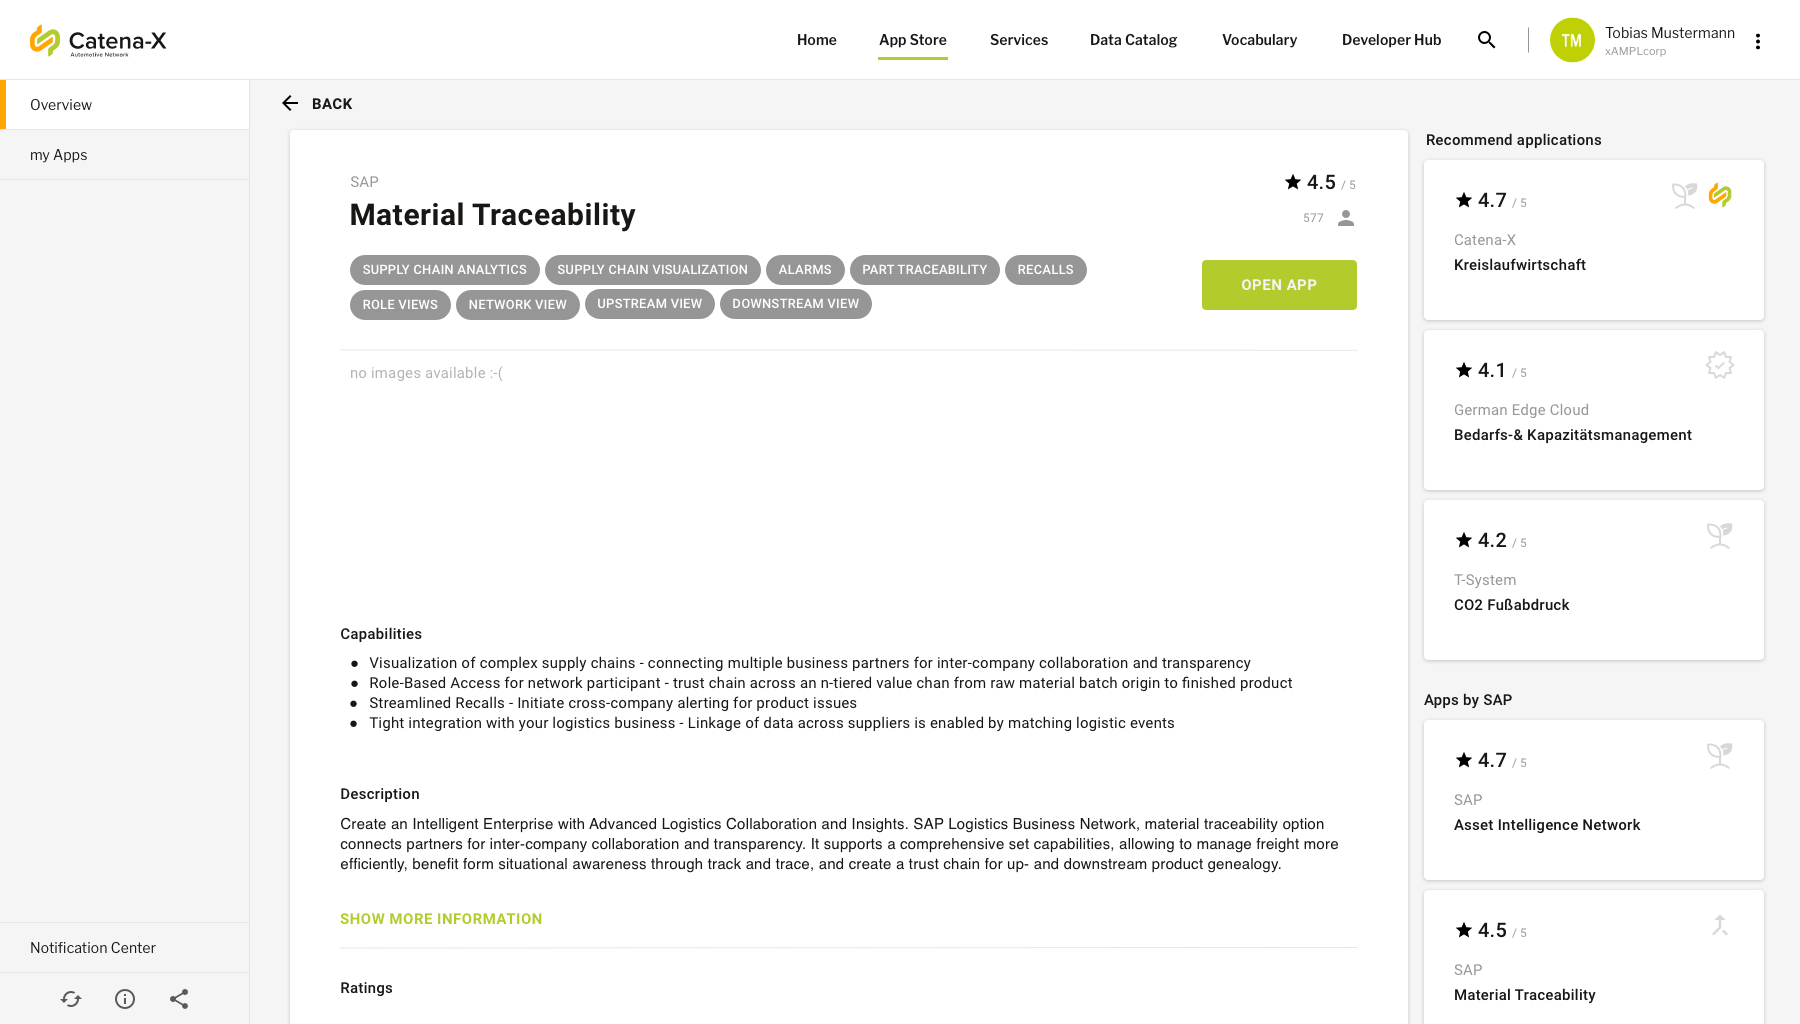 Catena-X
Automotive Network
Home
App Store
Services
Data Catalog
Vocabulary
Developer Hub
TM
Tobias Mustermann
xAMPLcorp
Overview
my Apps
BACK
SAP
Material Traceability
4.5 / 5
577
SUPPLY CHAIN ANALYTICS
SUPPLY CHAIN VISUALIZATION
ALARMS
PART TRACEABILITY
RECALLS
ROLE VIEWS
NETWORK VIEW
UPSTREAM VIEW
DOWNSTREAM VIEW
OPEN APP
no images available :-(
Capabilities
● Visualization of complex supply chains - connecting multiple business partners for inter-company collaboration and transparency
● Role-Based Access for network participant - trust chain across an n-tiered value chan from raw material batch origin to finished product
● Streamlined Recalls - Initiate cross-company alerting for product issues
● Tight integration with your logistics business - Linkage of data across suppliers is enabled by matching logistic events
Description
Create an Intelligent Enterprise with Advanced Logistics Collaboration and Insights. SAP Logistics Business Network, material traceability option
connects partners for inter-company collaboration and transparency. It supports a comprehensive set capabilities, allowing to manage freight more
efficiently, benefit form situational awareness through track and trace, and create a trust chain for up- and downstream product genealogy.
SHOW MORE INFORMATION
Ratings
Recommend applications
4.7 / 5
Catena-X
Kreislaufwirtschaft
4.1 / 5
German Edge Cloud
Bedarfs-& Kapazitätsmanagement
4.2 / 5
T-System
CO2 Fußabdruck
Apps by SAP
4.7 / 5
SAP
Asset Intelligence Network
4.5 / 5
SAP
Material Traceability
Notification Center